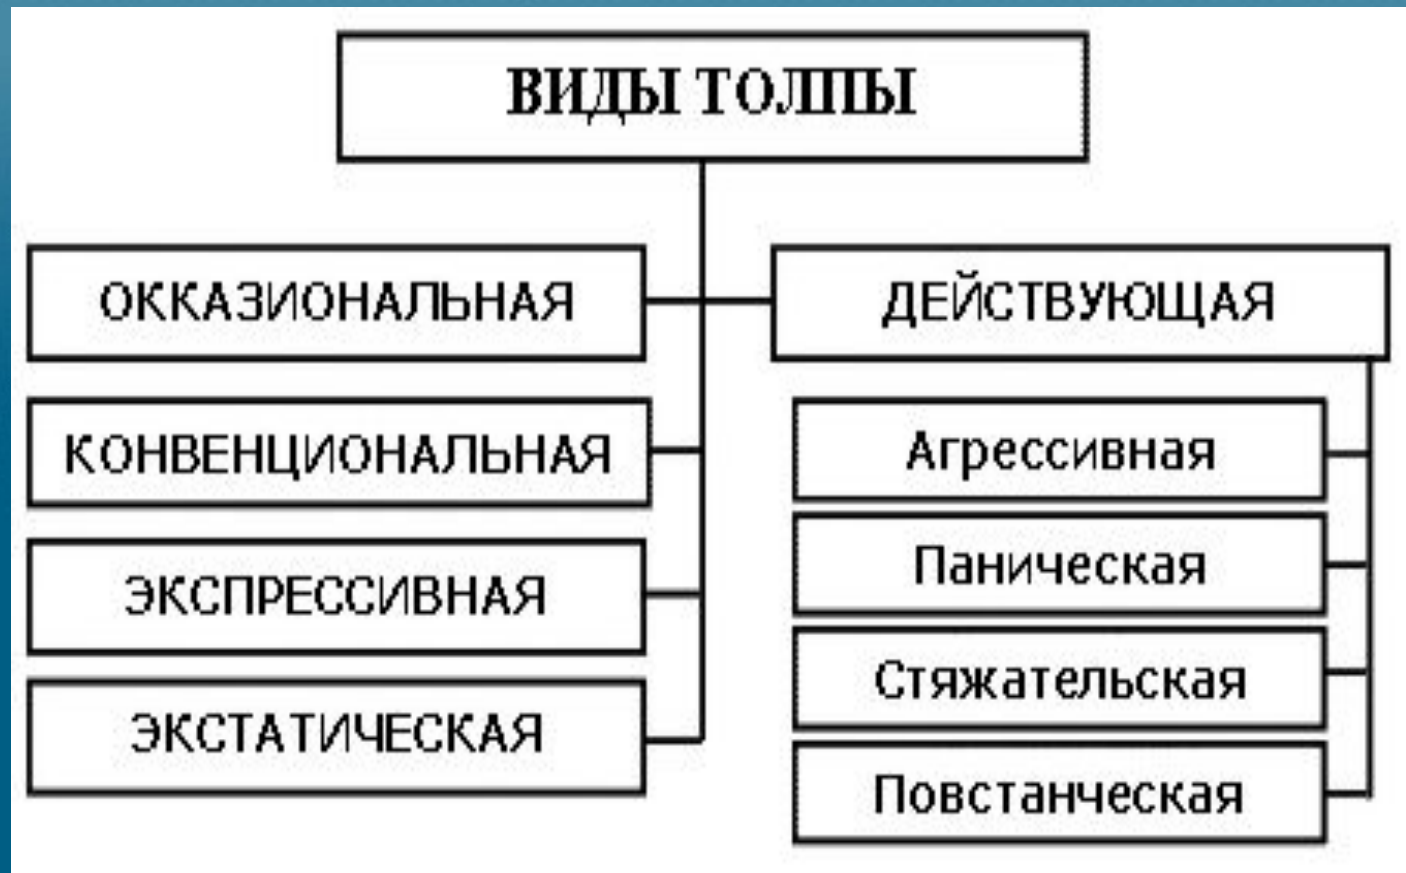 ВИДЫ ТОЛПЫ
ОККАЗИОНАЛЬНАЯ
КОНВЕНЦИОНАЛЬНАЯ
ЭКСПРЕССИВНАЯ
ЭКСТАТИЧЕСКАЯ
ДЕЙСТВУЮЩАЯ
Агрессивная
Паническая
Стяжательская
Повстанческая